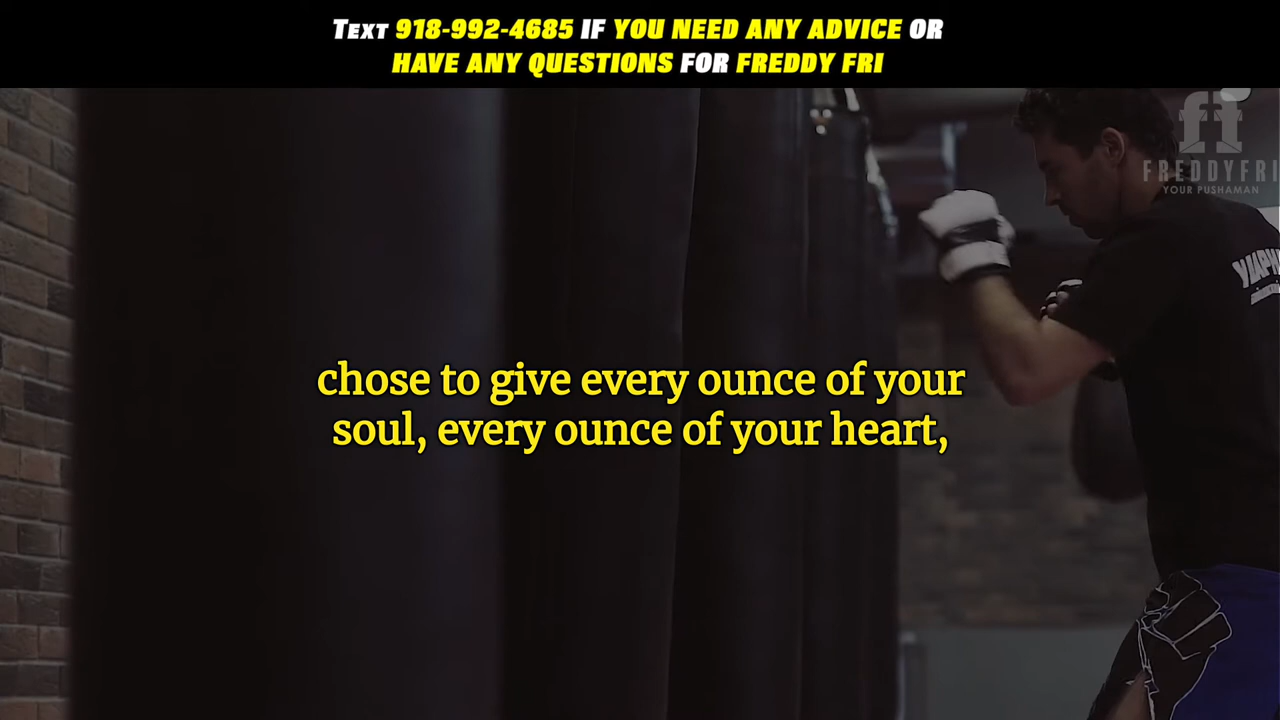 Text 918-992-4685 IF YOU NEED ANY ADVICE OR
HAVE ANY QUESTIONS FOR FREDDY FRI
fi
FREDDYFRI
YOUR PUSHAMAN
chose to give every ounce of your
soul, every ounce of your heart,